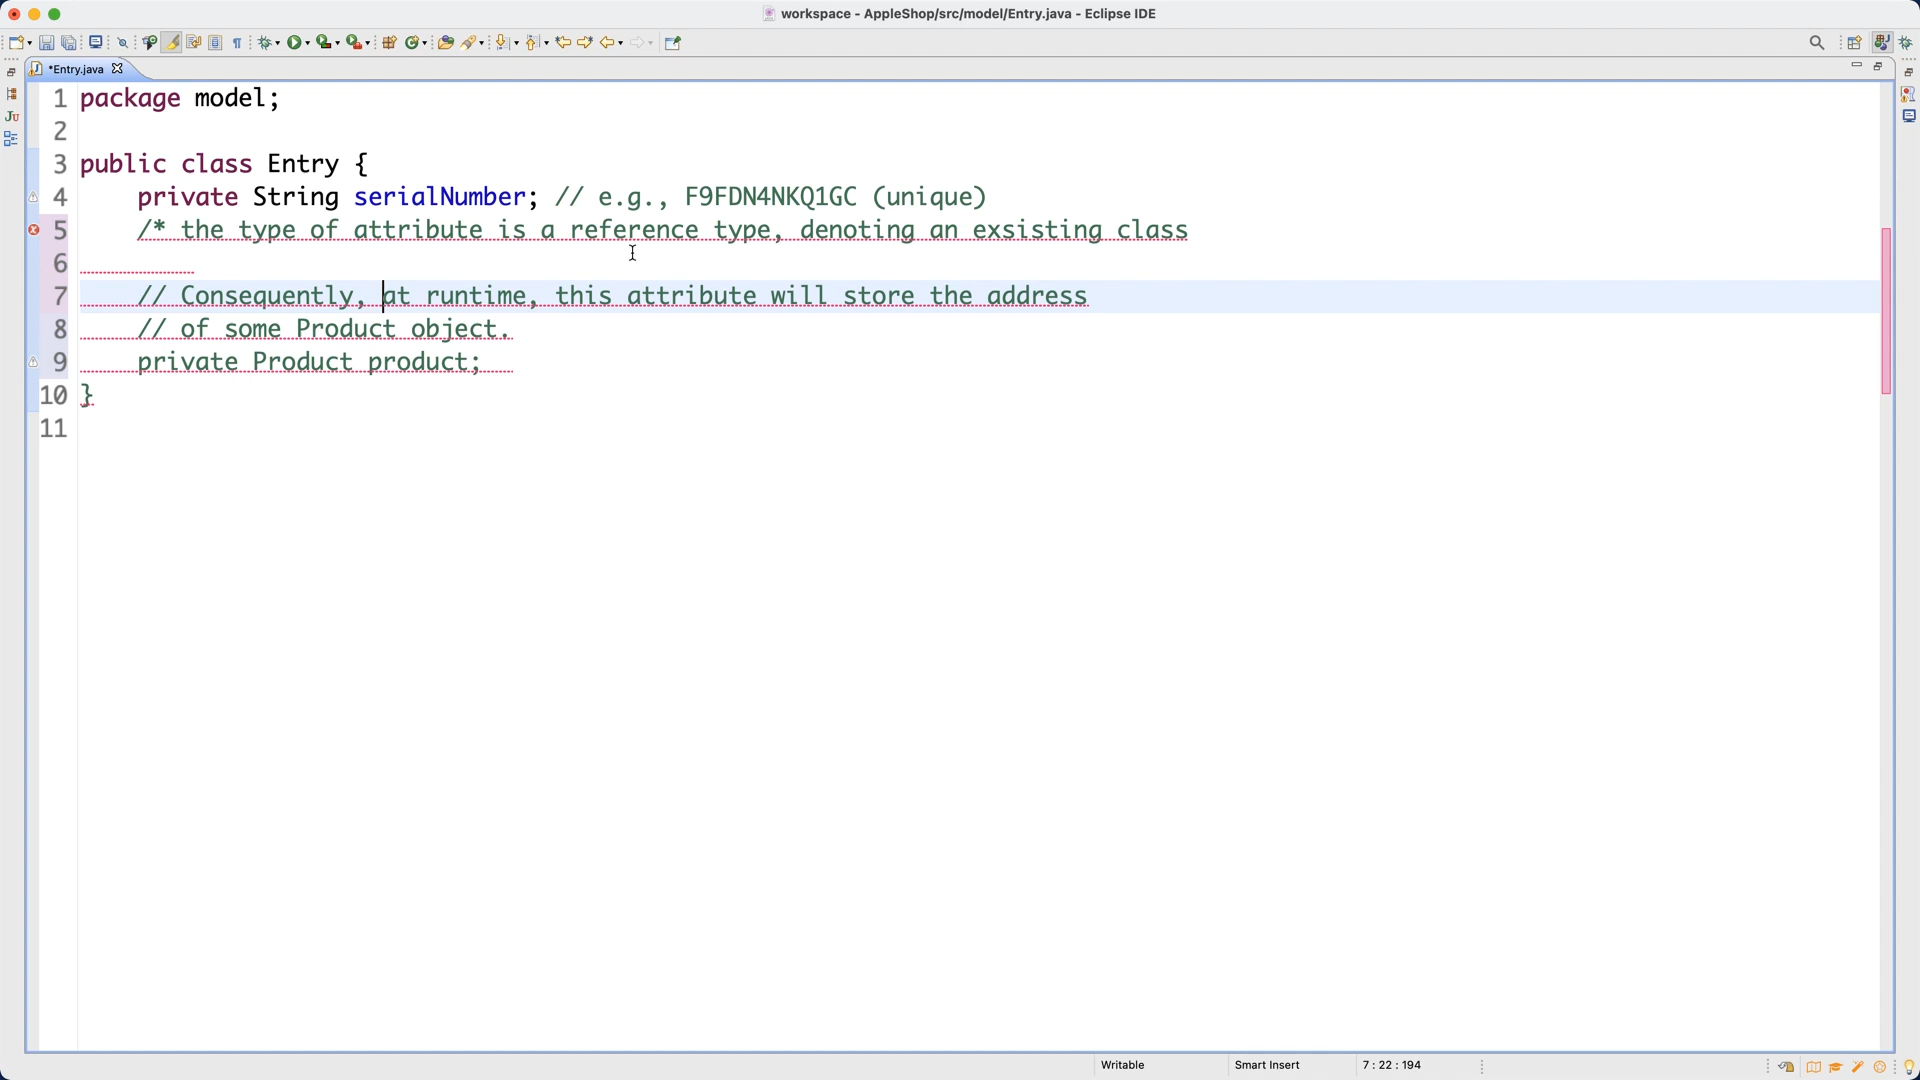 workspace - AppleShop/src/model/Entry.java - Eclipse IDE
*Entry.java
1 package model;
2
3 public class Entry {
4 private String serialNumber; // e.g., F9FDN4NKQ1GC (unique)
5 /* the type of attribute is a reference type, denoting an exsisting class
6
7 // Consequently, at runtime, this attribute will store the address
8 // of some Product object.
9 private Product product;
10 }
11
Writable Smart Insert 7 : 22 : 194